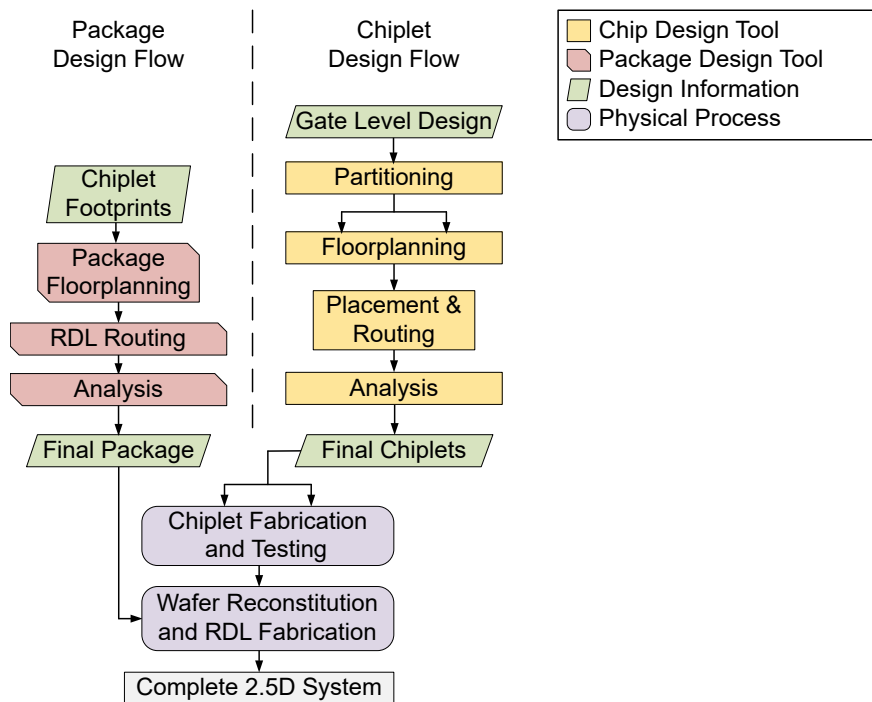 Package
Design Flow
Chiplet
Design Flow
Chip Design Tool
Package Design Tool
Design Information
Physical Process
Gate Level Design
Partitioning
Floorplanning
Placement &
Routing
Analysis
Final Chiplets
Chiplet
Footprints
Package
Floorplanning
RDL Routing
Analysis
Final Package
Chiplet Fabrication
and Testing
Wafer Reconstitution
and RDL Fabrication
Complete 2.5D System